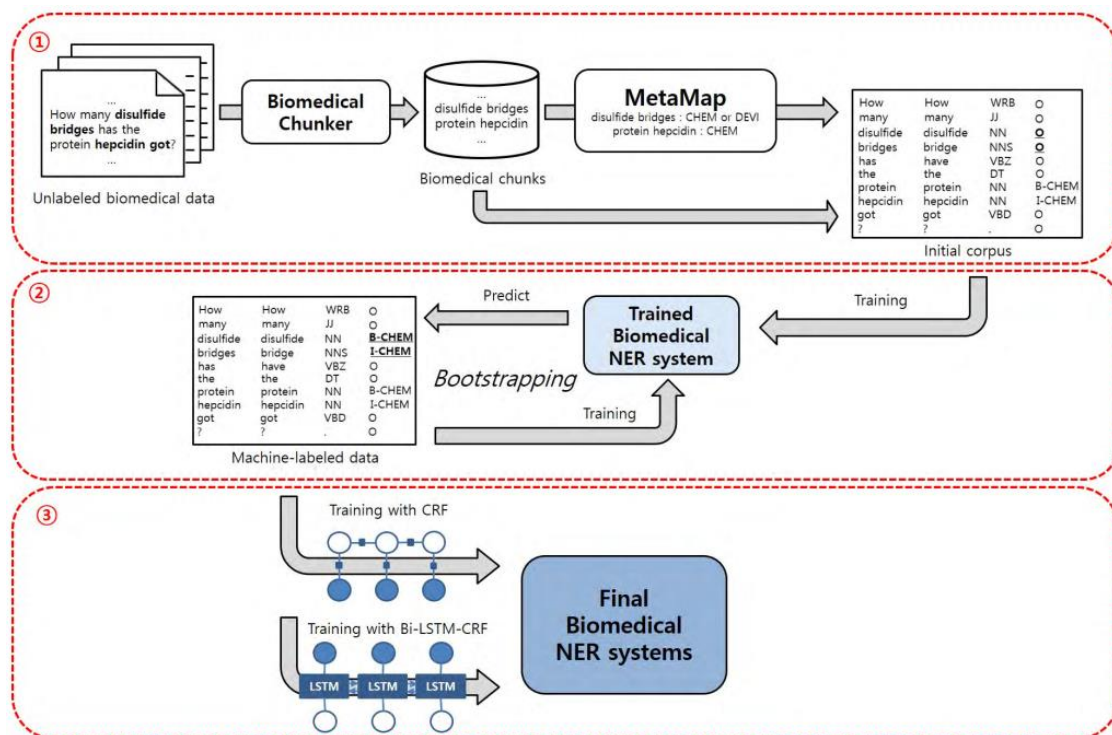 ①
...
How many disulfide
bridges has the
protein hepcidin got?
...
Unlabeled biomedical data
Biomedical
Chunker
...
disulfide bridges
protein hepcidin
...
Biomedical chunks
MetaMap
disulfide bridges : CHEM or DEVI
protein hepcidin : CHEM
How How WRB O
many many JJ O
disulfide disulfide NN O
bridges bridge NNS O
has have VBZ O
the the DT O
protein protein NN B-CHEM
hepcidin hepcidin NN I-CHEM
got got VBD O
? ? . O
Initial corpus
②
How How WRB O
many many JJ O
disulfide disulfide NN B-CHEM
bridges bridge NNS I-CHEM
has have VBZ O
the the DT O
protein protein NN B-CHEM
hepcidin hepcidin NN I-CHEM
got got VBD O
? ? . O
Machine-labeled data
Predict
Bootstrapping
Training
Trained
Biomedical
NER system
Training
③
Training with CRF
Training with Bi-LSTM-CRF
LSTM LSTM LSTM
Final
Biomedical
NER systems